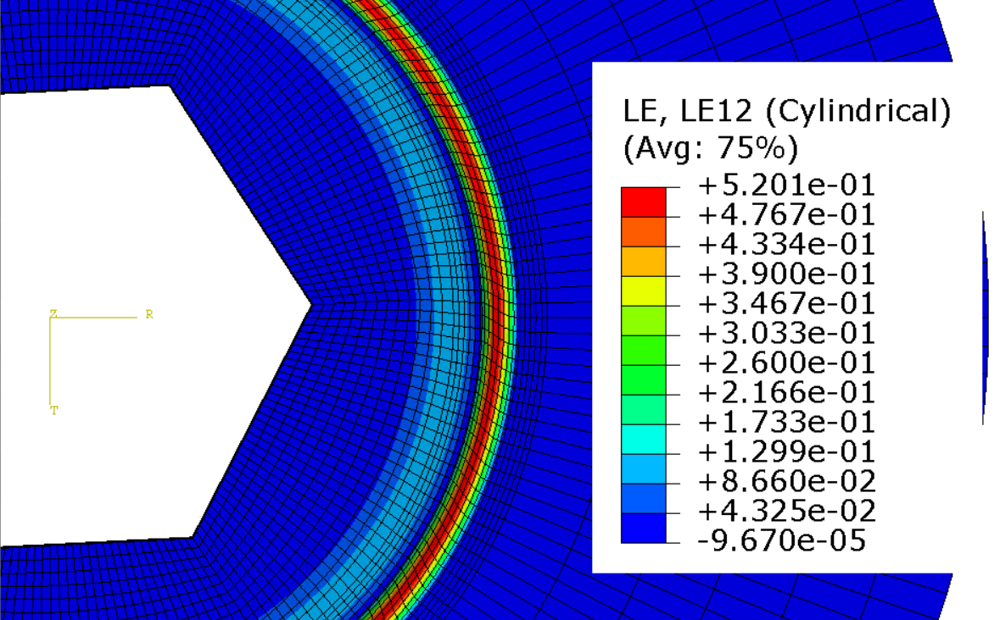 LE, LE12 (Cylindrical)
(Avg: 75%)
+5.201e-01
+4.767e-01
+4.334e-01
+3.900e-01
+3.467e-01
+3.033e-01
+2.600e-01
+2.166e-01
+1.733e-01
+1.299e-01
+8.660e-02
+4.325e-02
-9.670e-05
Z R
T